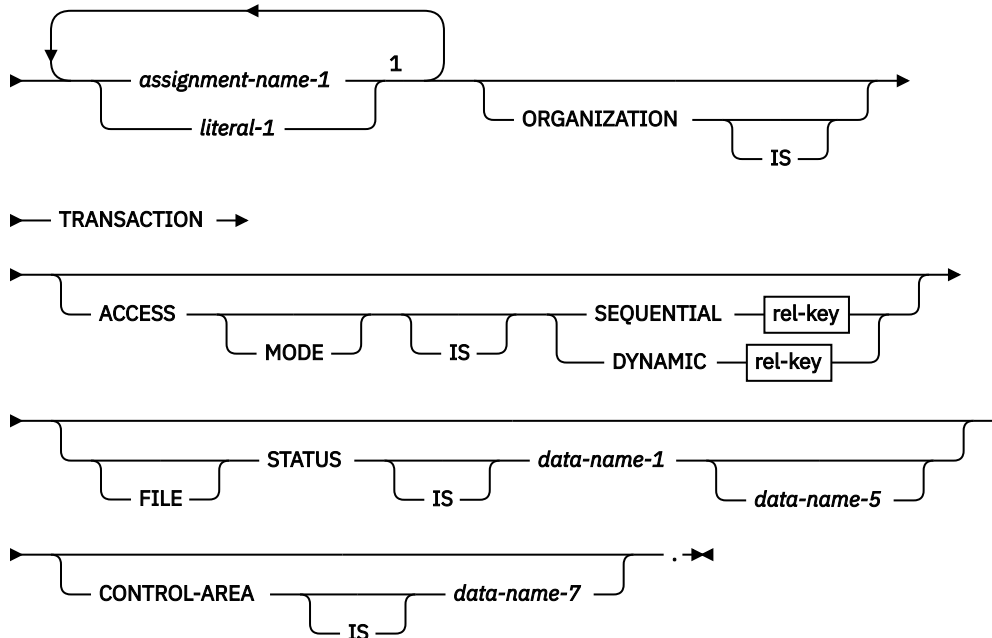 1
assignment-name-1
literal-1
ORGANIZATION
IS
TRANSACTION
ACCESS
MODE
IS
SEQUENTIAL rel-key
DYNAMIC rel-key
FILE
STATUS
IS
data-name-1
data-name-5
CONTROL-AREA
IS
data-name-7
.